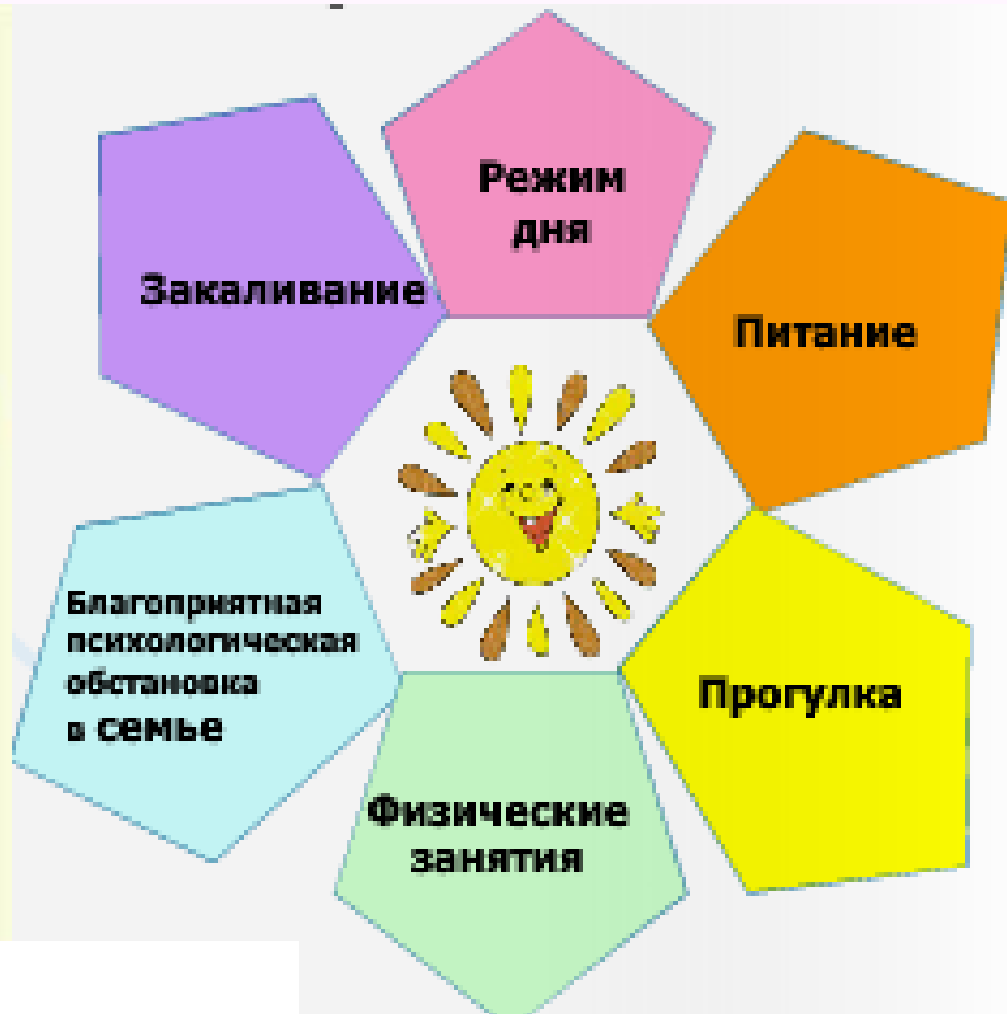 Режим
дня
Закаливание
Питание
Благоприятная
психологическая
обстановка
в семье
Прогулка
Физические
занятия